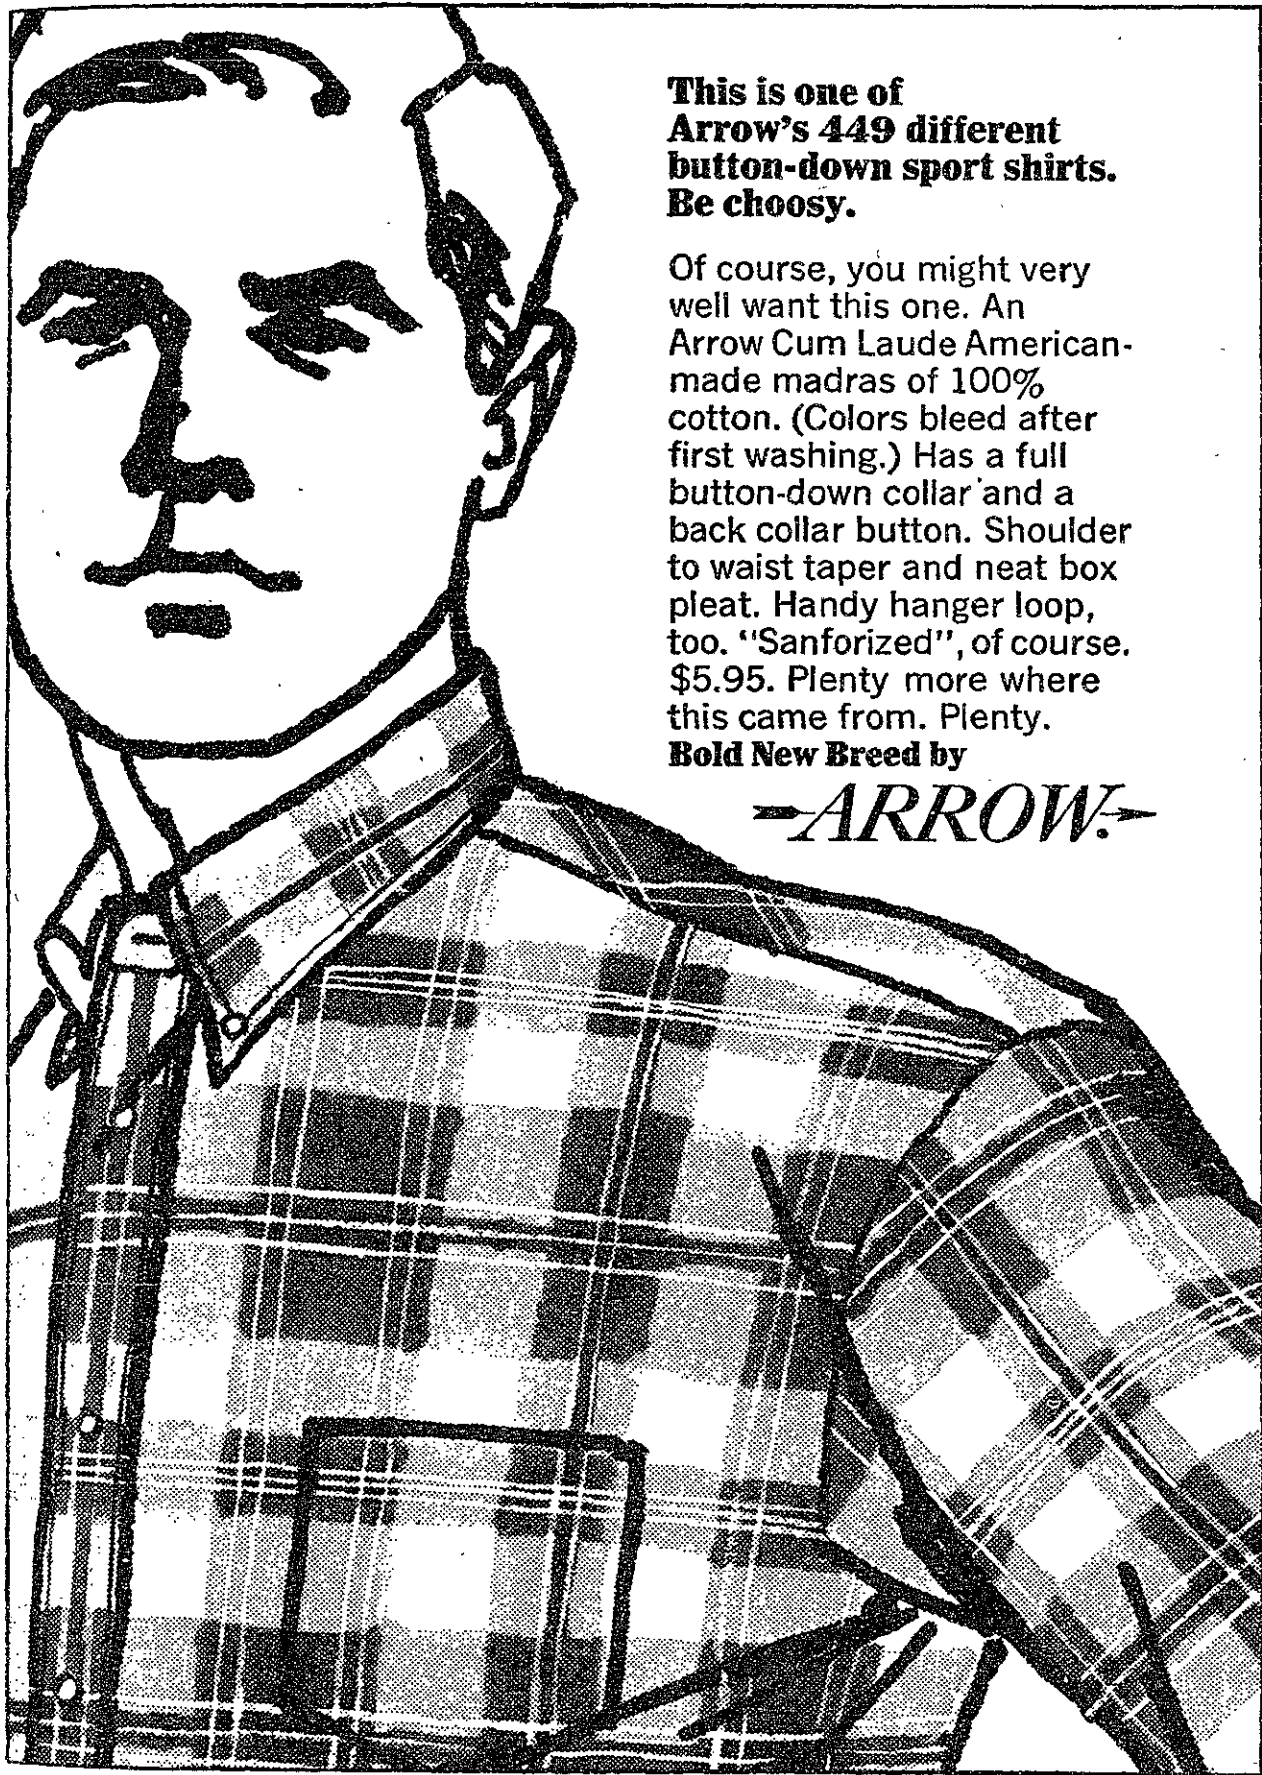 This is one of
Arrow's 449 different
button-down sport shirts.
Be choosy.
Of course, you might very
well want this one. An
Arrow Cum Laude American-
made madras of 100%
cotton. (Colors bleed after
first washing.) Has a full
button-down collar and a
back collar button. Shoulder
to waist taper and neat box
pleat. Handy hanger loop,
too. "Sanforized", of course.
$5.95. Plenty more where
this came from. Plenty.
Bold New Breed by
ARROW.